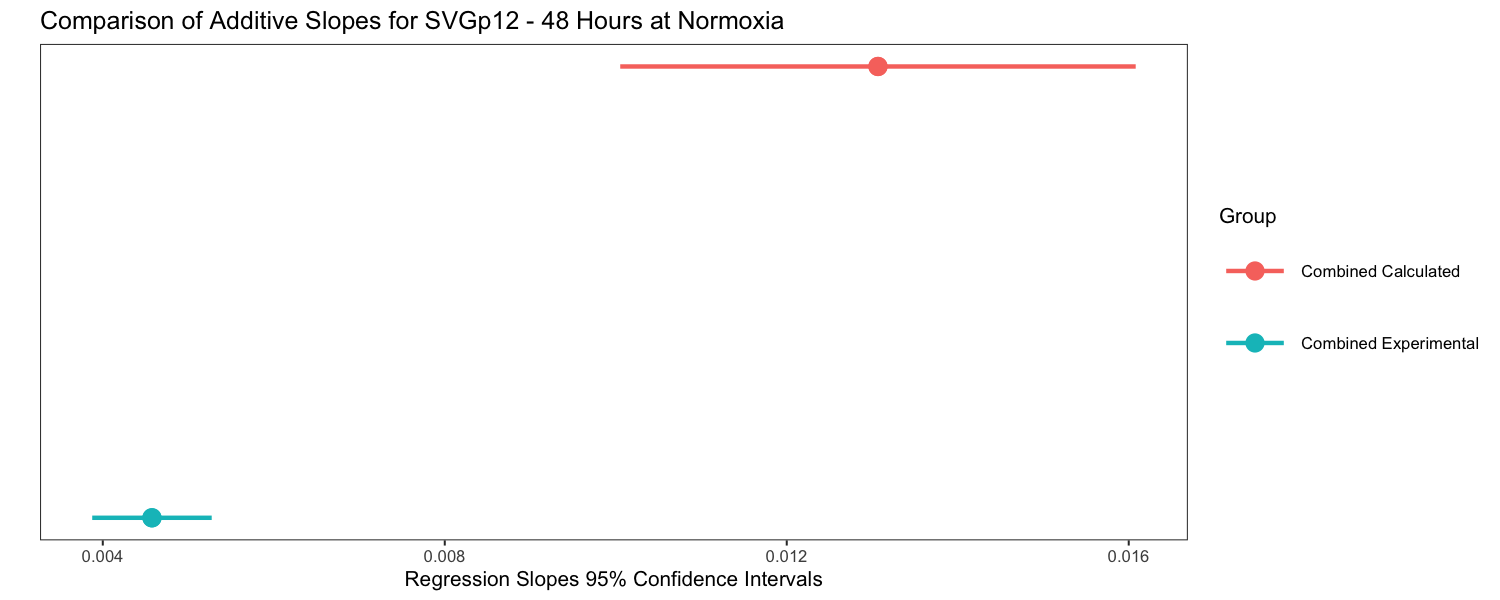 Comparison of Additive Slopes for SVGp12 - 48 Hours at Normoxia
Group
Combined Calculated
Combined Experimental
0.004
0.008
0.012
0.016
Regression Slopes 95% Confidence Intervals